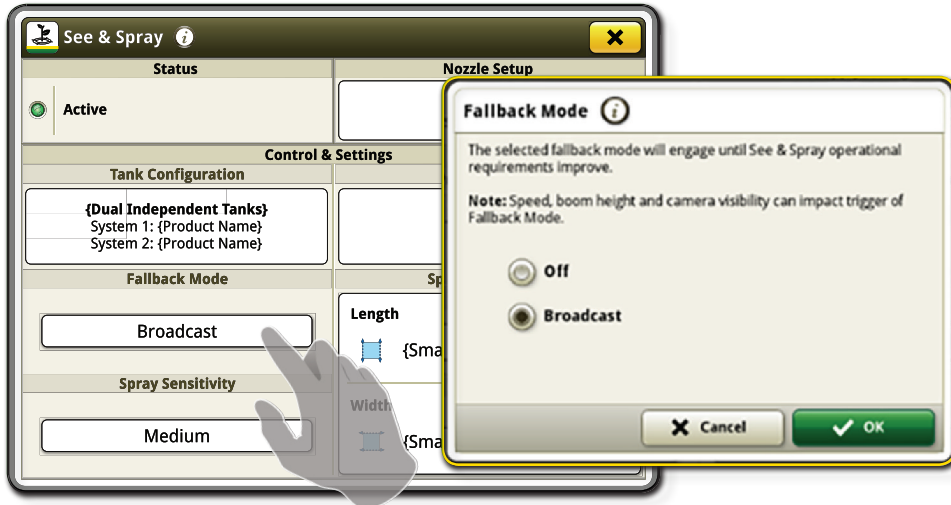 See & Spray
Status
Nozzle Setup
Active
Control & Settings
Tank Configuration
{Dual Independent Tanks}
System 1: {Product Name}
System 2: {Product Name}
Fallback Mode
Broadcast
Length
{Sma
Spray Sensitivity
Width
Medium
{Sma
Fallback Mode
The selected fallback mode will engage until See & Spray operational
requirements improve.
Note: Speed, boom height and camera visibility can impact trigger of
Fallback Mode.
Off
Broadcast
Cancel
OK